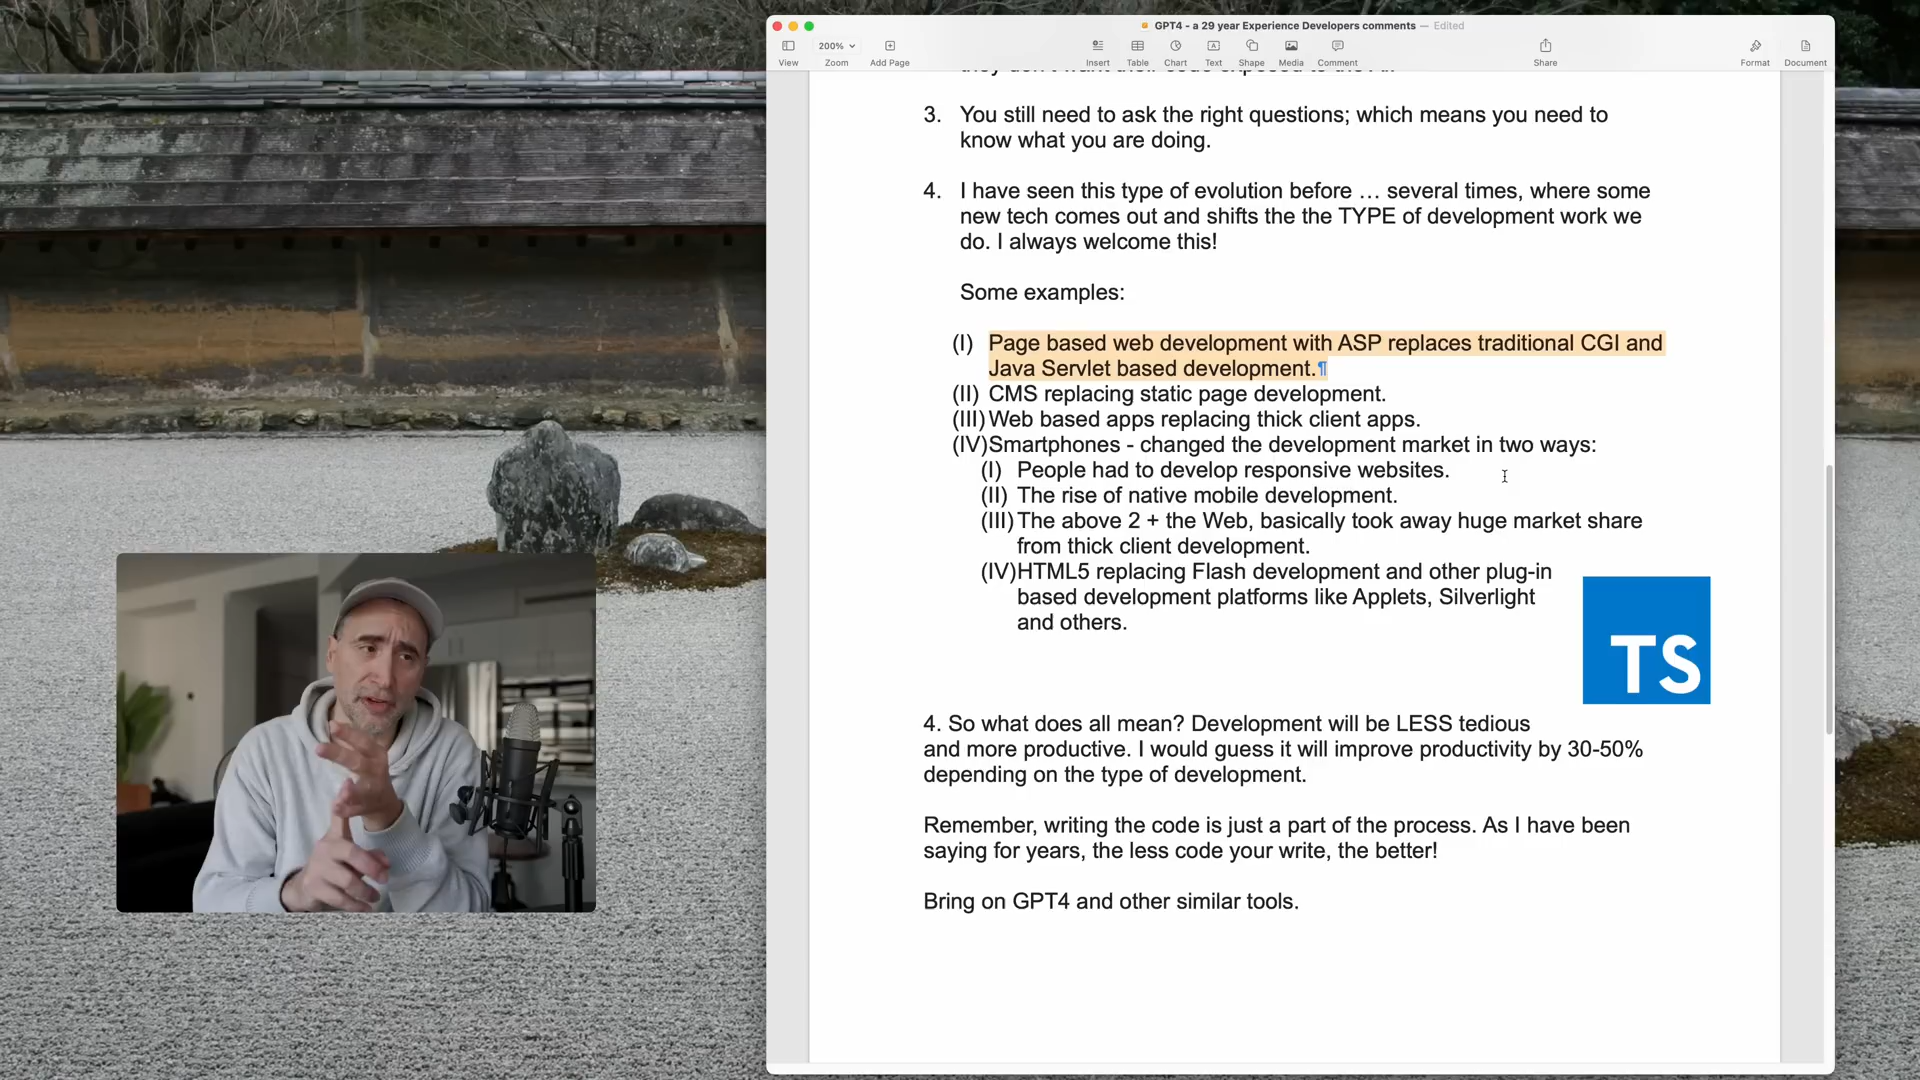 GPT4 - a 29 year Experience Developers comments — Edited
200%
View
Zoom
Add Page
Insert
Table
Chart
Text
Shape
Media
Comment
Share
Format
Document
3. You still need to ask the right questions; which means you need to
know what you are doing.
4. I have seen this type of evolution before … several times, where some
new tech comes out and shifts the the TYPE of development work we
do. I always welcome this!
Some examples:
(I) Page based web development with ASP replaces traditional CGI and
Java Servlet based development.¶
(II) CMS replacing static page development.
(III) Web based apps replacing thick client apps.
(IV)Smartphones - changed the development market in two ways:
(I) People had to develop responsive websites.
(II) The rise of native mobile development.
(III) The above 2 + the Web, basically took away huge market share
from thick client development.
(IV)HTML5 replacing Flash development and other plug-in
based development platforms like Applets, Silverlight
and others.
TS
4. So what does all mean? Development will be LESS tedious
and more productive. I would guess it will improve productivity by 30-50%
depending on the type of development.
Remember, writing the code is just a part of the process. As I have been
saying for years, the less code your write, the better!
Bring on GPT4 and other similar tools.